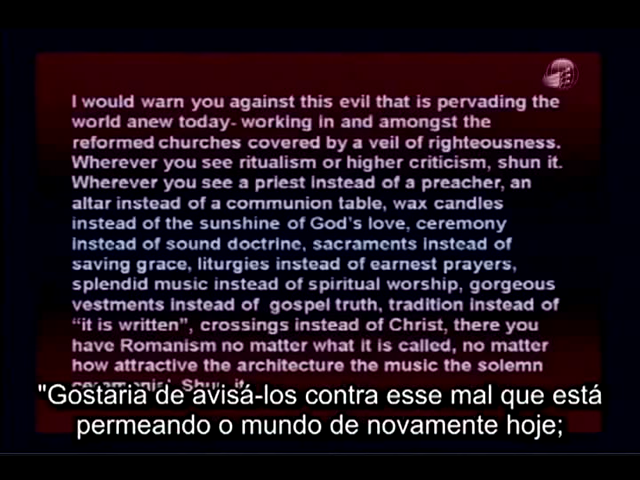 I would warn you against this evil that is pervading the
world anew today- working in and amongst the
reformed churches covered by a veil of righteousness.
Wherever you see ritualism or higher criticism, shun it.
Wherever you see a priest instead of a preacher, an
altar instead of a communion table, wax candles
instead of the sunshine of God's love, ceremony
instead of sound doctrine, sacraments instead of
saving grace, liturgies instead of earnest prayers,
splendid music instead of spiritual worship, gorgeous
vestments instead of gospel truth, tradition instead of
"it is written", crossings instead of Christ, there you
have Romanism no matter what it is called, no matter
how attractive the architecture the music the solemn
"Gostaria de avisá-los contra esse mal que está
permeando o mundo de novamente hoje;